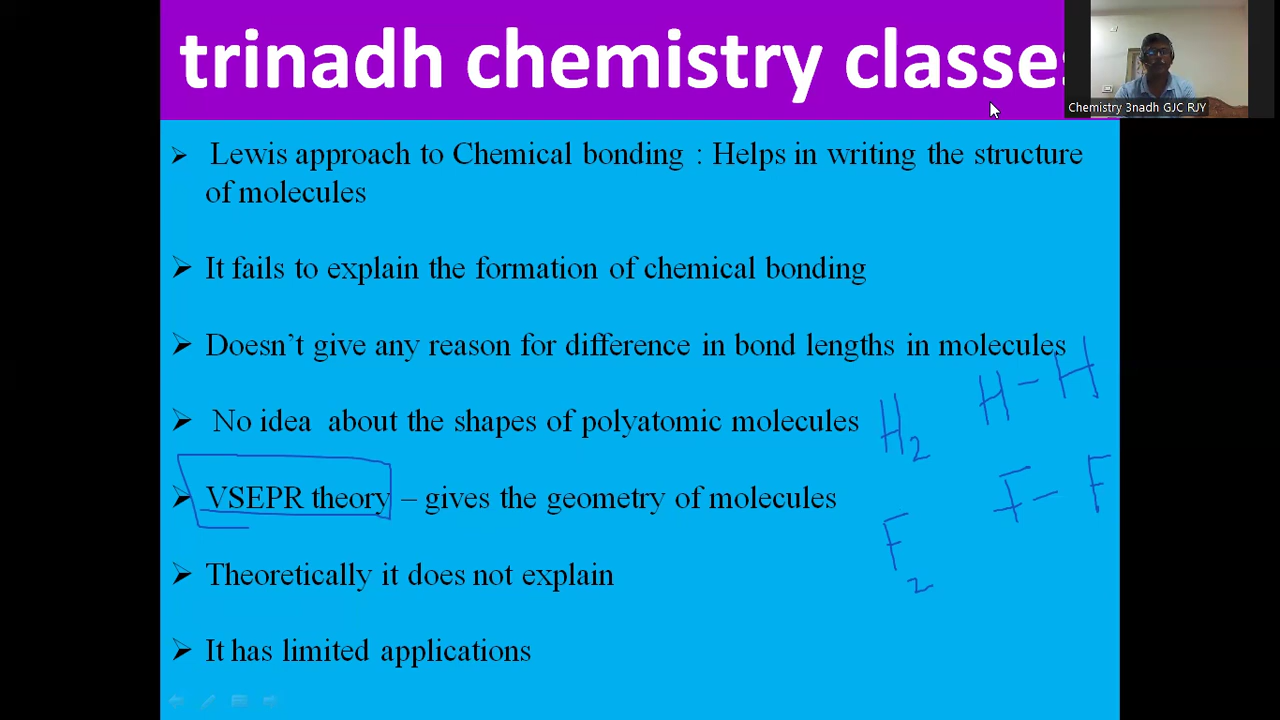 trinadh chemistry classes
Chemistry 3nadh GJC RJY
➢ Lewis approach to Chemical bonding : Helps in writing the structure
of molecules
➢ It fails to explain the formation of chemical bonding
➢ Doesn’t give any reason for difference in bond lengths in molecules
➢ No idea about the shapes of polyatomic molecules
H2
H - H
➢ VSEPR theory – gives the geometry of molecules
F - F
F2
➢ Theoretically it does not explain
➢ It has limited applications